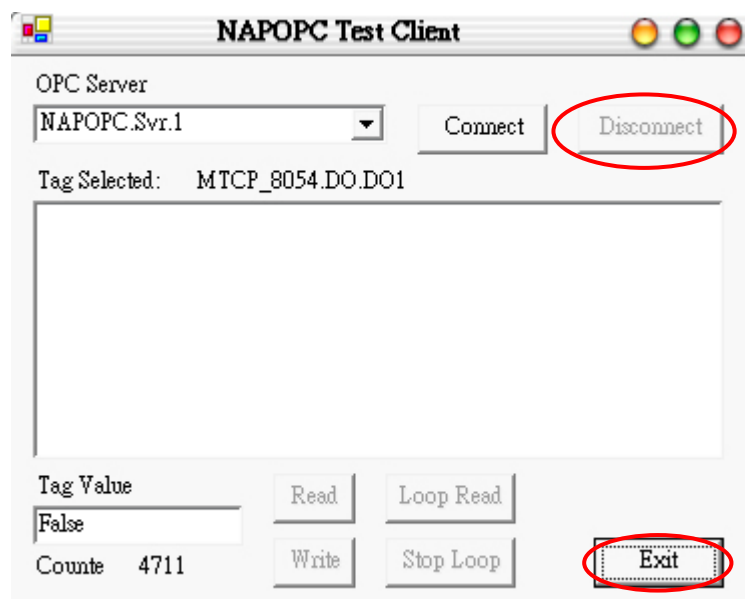 NAPOPC Test Client
OPC Server
NAPOPC.Svr.1
Connect
Disconnect
Tag Selected: MTCP_8054.DO.DO1
Tag Value
Read
Loop Read
False
Counte 4711
Write
Stop Loop
Exit